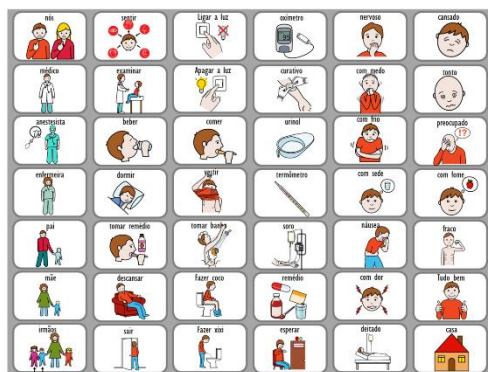 nós
sentir
Ligar a luz
oxímetro
nervoso
cansado
médico
examinar
Apagar a luz
curativo
com medo
tonto
anestesista
beber
comer
urinol
com frio
preocupado
!?
enfermeira
dormir
vestir
termômetro
com sede
com fome
pai
tomar remédio
tomar banho
soro
náusea
fraco
mãe
descansar
Fazer coco
remédio
com dor
Tudo bem
irmãos
sair
Fazer xixi
esperar
deitado
casa